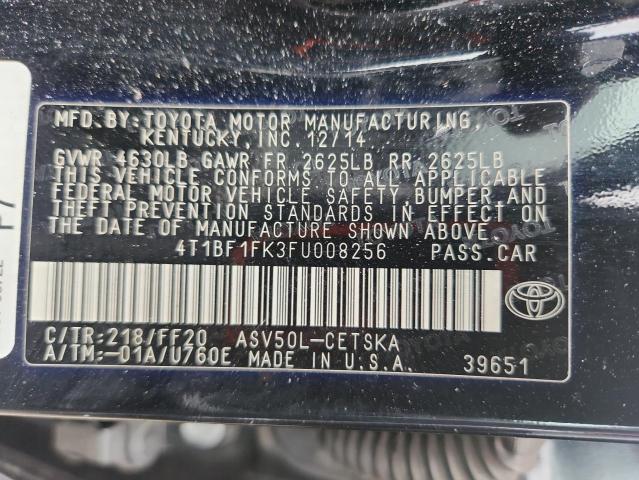 MFD. BY:TOYOTA MOTOR MANUFACTURING,
KENTUCKY, INC. 12/14
GVWR 4630LB GAWR FR 2625LB RR 2625LB
THIS VEHICLE CONFORMS TO ALL APPLICABLE
FEDERAL MOTOR VEHICLE SAFETY, BUMPER, AND
THEFT PREVENTION STANDARDS IN EFFECT ON
THE DATE OF MANUFACTURE SHOWN ABOVE.
4T1BF1FK3FU008256 PASS.CAR
C/TR:218/FF20 ASV50L-CETSKA
A/TM:-01A/U760E MADE IN U.S.A. 39651